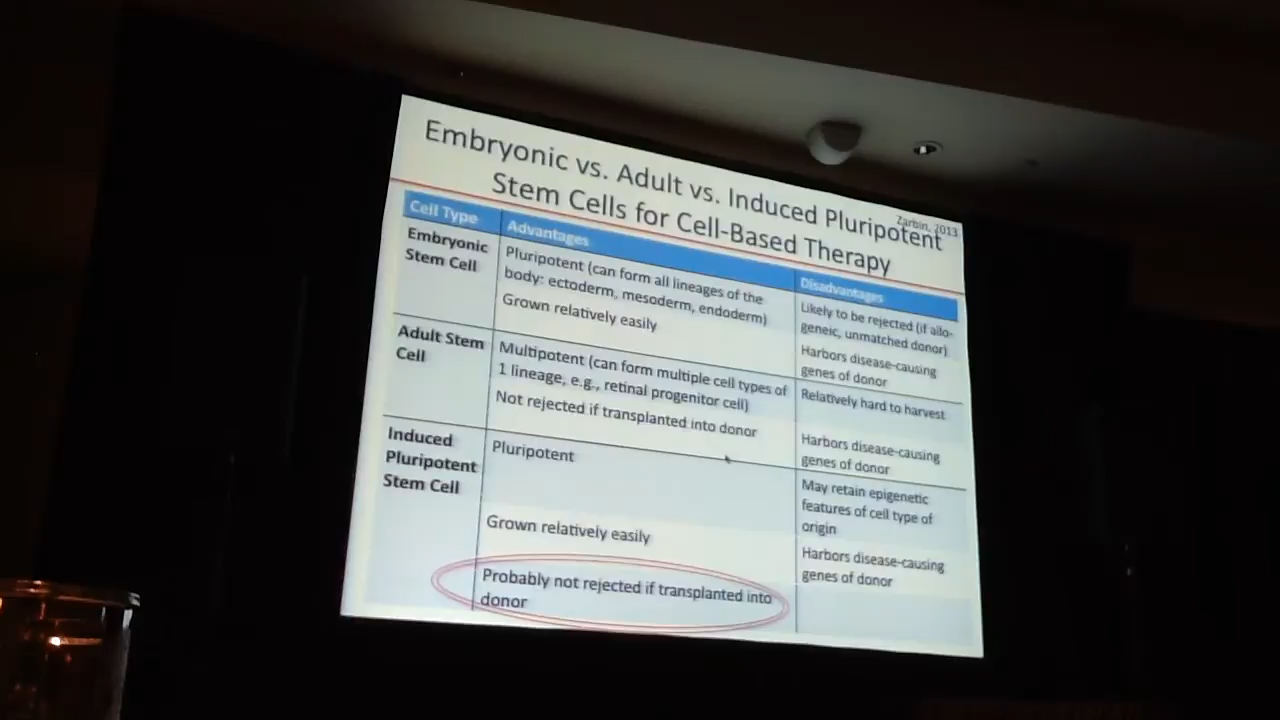 Embryonic vs. Adult vs. Induced Pluripotent
Stem Cells for Cell-Based Therapy
Zarbin, 2013
Cell Type
Advantages
Disadvantages
Embryonic
Stem Cell
Pluripotent (can form all lineages of the
body: ectoderm, mesoderm, endoderm)
Grown relatively easily
Likely to be rejected (if allo-
geneic, unmatched donor)
Harbors disease-causing
genes of donor
Adult Stem
Cell
Multipotent (can form multiple cell types of
1 lineage, e.g., retinal progenitor cell)
Not rejected if transplanted into donor
Relatively hard to harvest
Harbors disease-causing
genes of donor
Induced
Pluripotent
Stem Cell
Pluripotent
Grown relatively easily
Probably not rejected if transplanted into
donor
May retain epigenetic
features of cell type of
origin
Harbors disease-causing
genes of donor